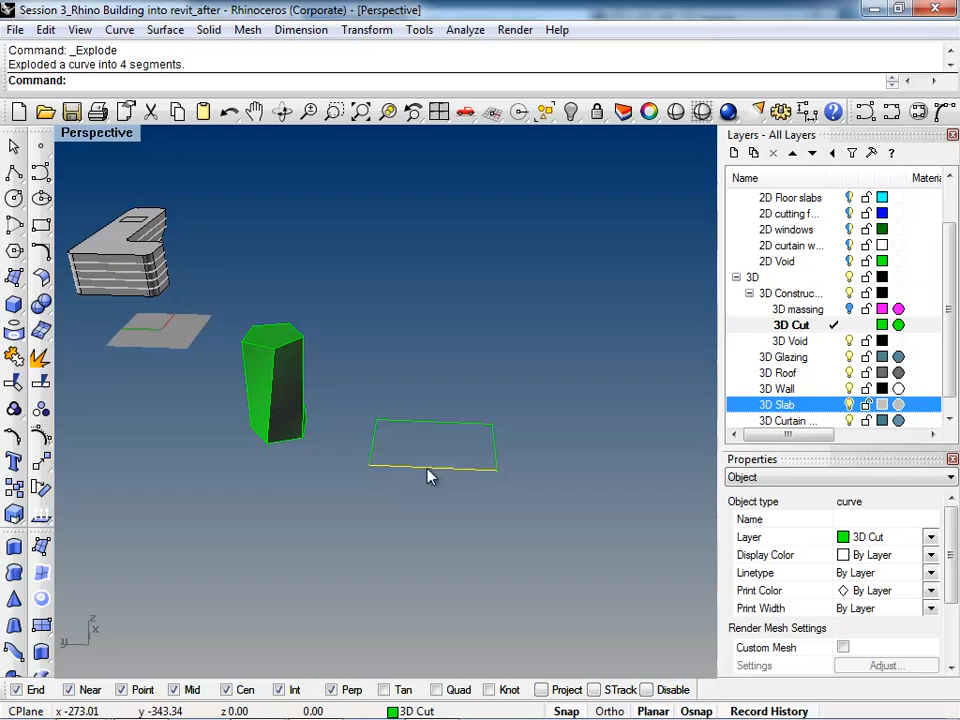 Session 3_Rhino Building into revit_after - Rhinoceros (Corporate) - [Perspective]
File Edit View Curve Surface Solid Mesh Dimension Transform Tools Analyze Render Help
Command: _Explode
Exploded a curve into 4 segments.
Command:
Perspective
Layers - All Layers
Name Materia
2D Floor slabs
2D cutting f...
2D windows
2D curtain w...
2D Void
3D
3D Construc...
3D massing
3D Cut
3D Void
3D Glazing
3D Roof
3D Wall
3D Slab
3D Curtain ...
Properties
Object
Object type curve
Name
Layer 3D Cut
Display Color By Layer
Linetype By Layer
Print Color By Layer
Print Width By Layer
Render Mesh Settings
Custom Mesh
Settings Adjust...
z
x
y
End Near Point Mid Cen Int Perp Tan Quad Knot Project STrack Disable
CPlane x -273.01 y -343.34 z 0.00 0.00 3D Cut Snap Ortho Planar Osnap Record History